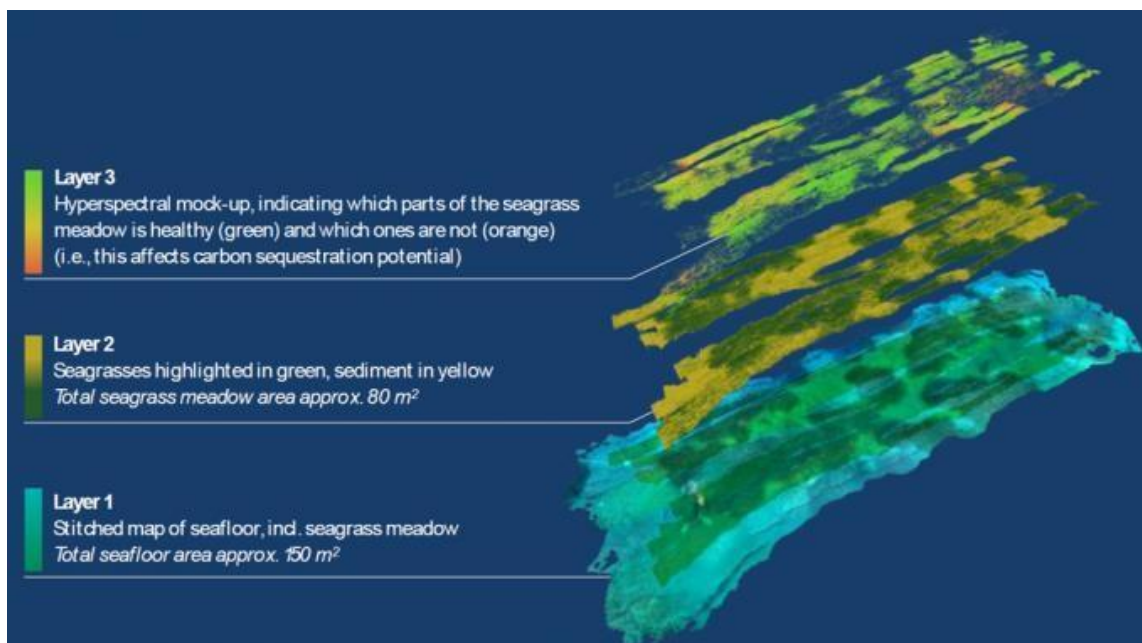 Layer 3
Hyperspectral mock-up, indicating which parts of the seagrass
meadow is healthy (green) and which ones are not (orange)
(i.e., this affects carbon sequestration potential)
Layer 2
Seagrasses highlighted in green, sediment in yellow
Total seagrass meadow area approx. 80 m²
Layer 1
Stitched map of seafloor, incl. seagrass meadow
Total seafloor area approx. 150 m²